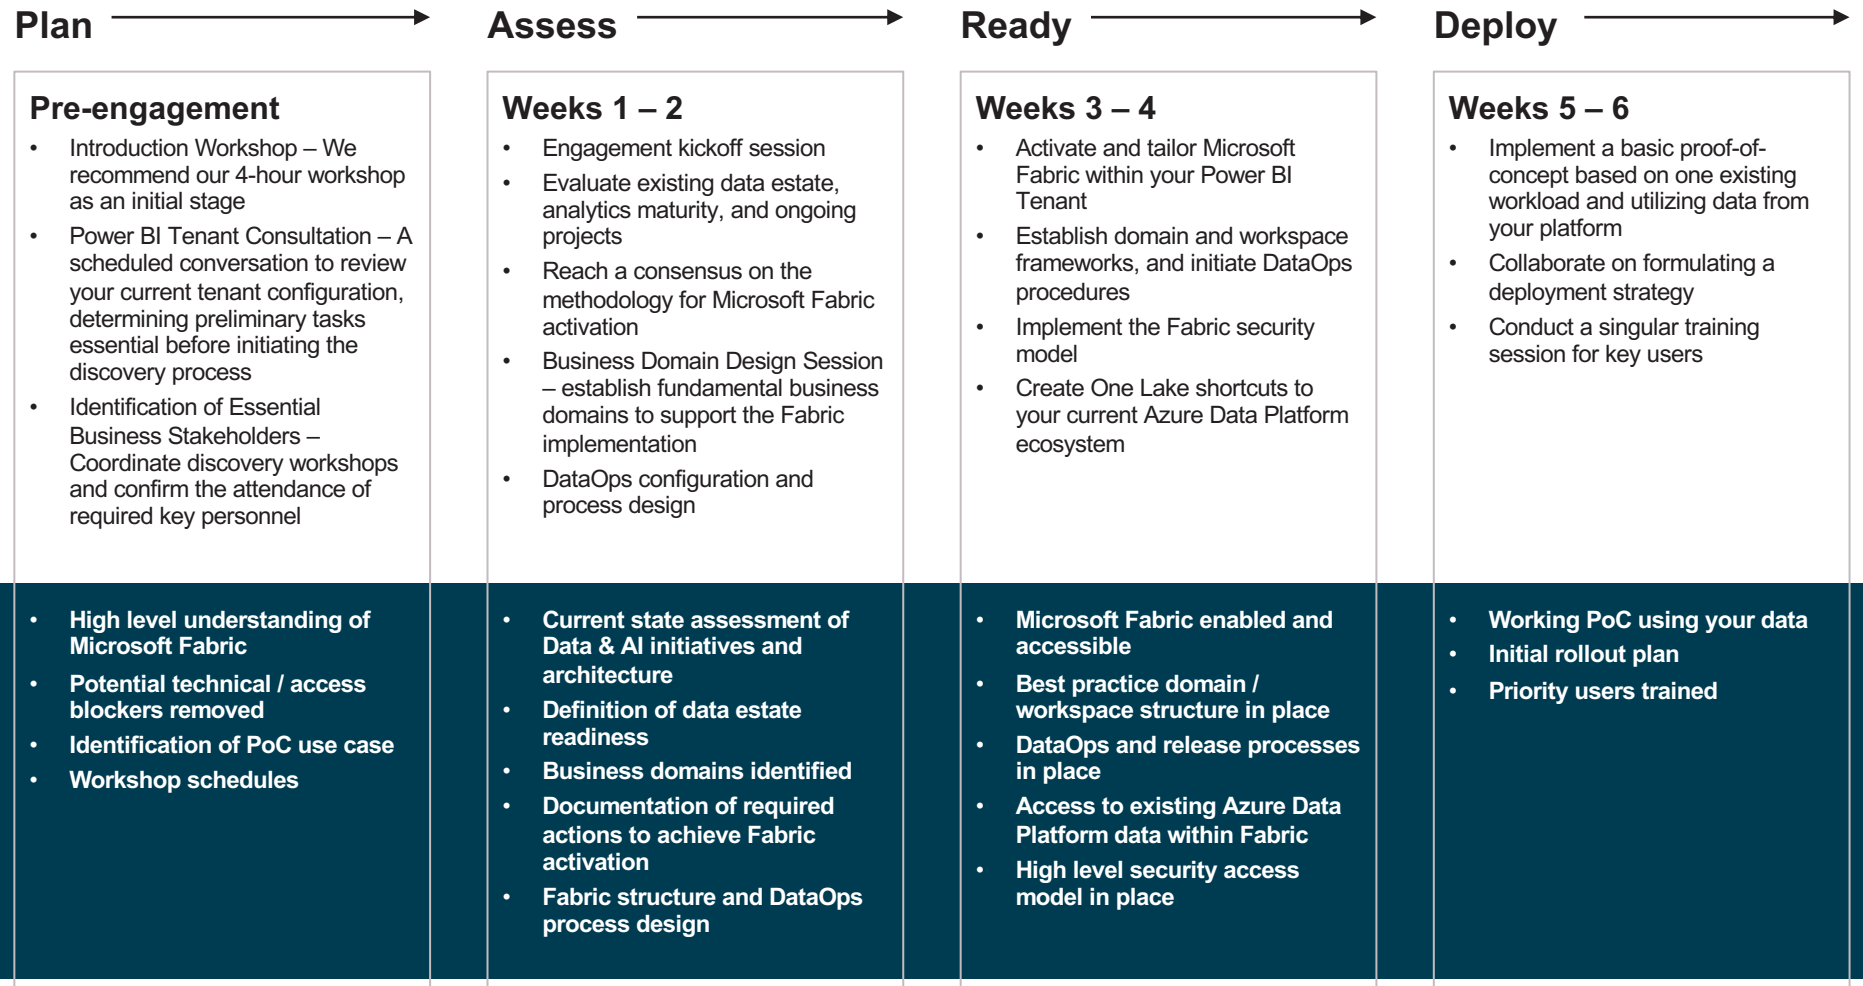 Plan
Pre-engagement
• Introduction Workshop – We
recommend our 4-hour workshop
as an initial stage
• Power BI Tenant Consultation – A
scheduled conversation to review
your current tenant configuration,
determining preliminary tasks
essential before initiating the
discovery process
• Identification of Essential
Business Stakeholders –
Coordinate discovery workshops
and confirm the attendance of
required key personnel
• High level understanding of
Microsoft Fabric
• Potential technical / access
blockers removed
• Identification of PoC use case
• Workshop schedules
Assess
Weeks 1 – 2
• Engagement kickoff session
• Evaluate existing data estate,
analytics maturity, and ongoing
projects
• Reach a consensus on the
methodology for Microsoft Fabric
activation
• Business Domain Design Session
– establish fundamental business
domains to support the Fabric
implementation
• DataOps configuration and
process design
• Current state assessment of
Data & AI initiatives and
architecture
• Definition of data estate
readiness
• Business domains identified
• Documentation of required
actions to achieve Fabric
activation
• Fabric structure and DataOps
process design
Ready
Weeks 3 – 4
• Activate and tailor Microsoft
Fabric within your Power BI
Tenant
• Establish domain and workspace
frameworks, and initiate DataOps
procedures
• Implement the Fabric security
model
• Create One Lake shortcuts to
your current Azure Data Platform
ecosystem
• Microsoft Fabric enabled and
accessible
• Best practice domain /
workspace structure in place
• DataOps and release processes
in place
• Access to existing Azure Data
Platform data within Fabric
• High level security access
model in place
Deploy
Weeks 5 – 6
• Implement a basic proof-of-
concept based on one existing
workload and utilizing data from
your platform
• Collaborate on formulating a
deployment strategy
• Conduct a singular training
session for key users
• Working PoC using your data
• Initial rollout plan
• Priority users trained